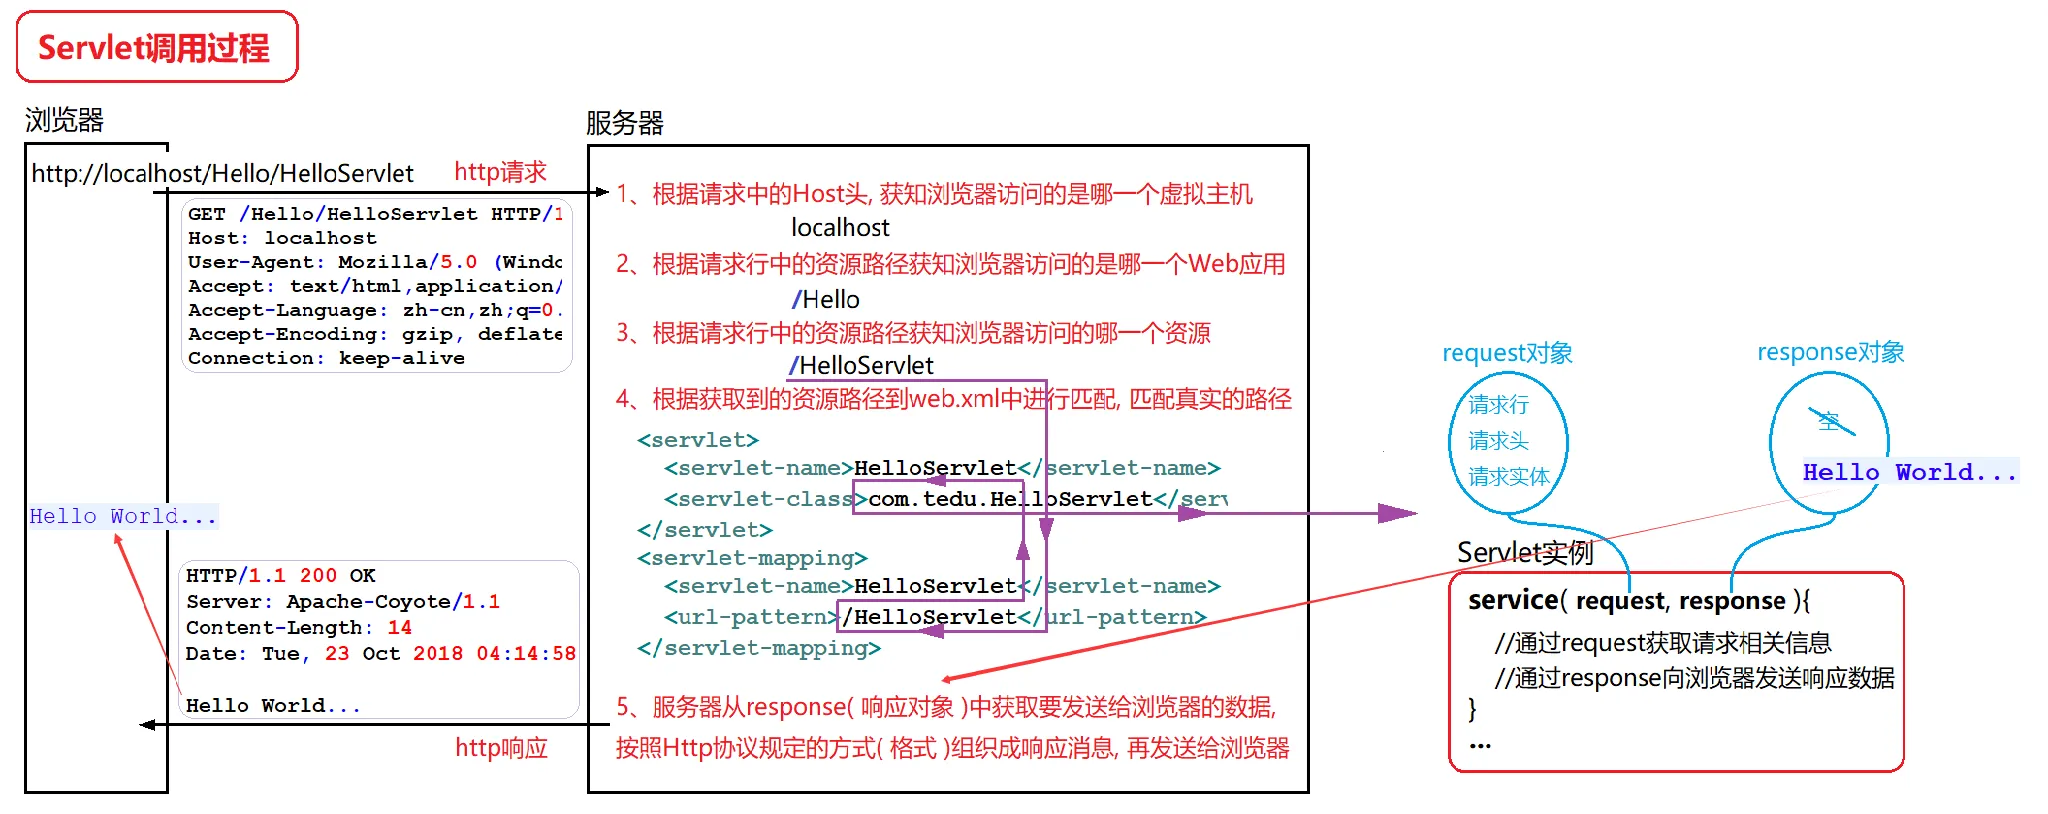 Servlet调用过程
浏览器
http://localhost/Hello/HelloServlet
http请求
GET /Hello/HelloServlet HTTP/1
Host: localhost
User-Agent: Mozilla/5.0 (Windo
Accept: text/html,application/
Accept-Language: zh-cn,zh;q=0.
Accept-Encoding: gzip, deflate
Connection: keep-alive
Hello World...
HTTP/1.1 200 OK
Server: Apache-Coyote/1.1
Content-Length: 14
Date: Tue, 23 Oct 2018 04:14:58
Hello World...
http响应
服务器
1、根据请求中的Host头, 获知浏览器访问的是哪一个虚拟主机
localhost
2、根据请求行中的资源路径获知浏览器访问的是哪一个Web应用
/Hello
3、根据请求行中的资源路径获知浏览器访问的哪一个资源
/HelloServlet
4、根据获取到的资源路径到web.xml中进行匹配, 匹配真实的路径
<servlet>
<servlet-name>HelloServlet</servlet-name>
<servlet-class>com.tedu.HelloServlet</serv
</servlet>
<servlet-mapping>
<servlet-name>HelloServlet</servlet-name>
<url-pattern>/HelloServlet</url-pattern>
</servlet-mapping>
5、服务器从response( 响应对象 )中获取要发送给浏览器的数据,
按照Http协议规定的方式( 格式 )组织成响应消息, 再发送给浏览器
request对象
请求行
请求头
请求实体
response对象
空
Hello World...
Servlet实例
service( request, response ){
//通过request获取请求相关信息
//通过response向浏览器发送响应数据
}
...